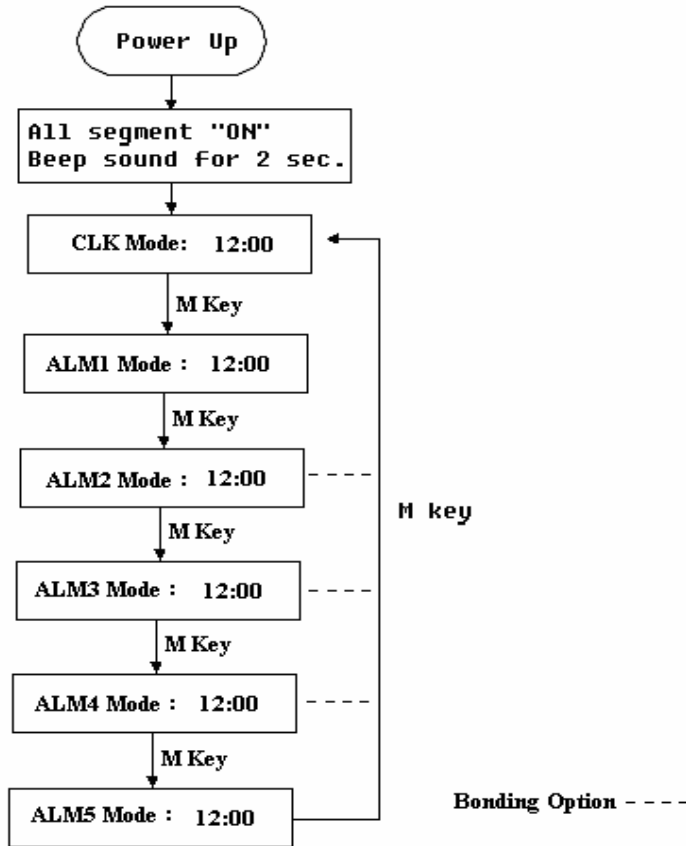 Power Up
All segment "ON"
Beep sound for 2 sec.
CLK Mode: 12:00
M Key
ALM1 Mode : 12:00
M Key
ALM2 Mode : 12:00
M key
M Key
ALM3 Mode : 12:00
M Key
ALM4 Mode : 12:00
M Key
ALM5 Mode : 12:00
Bonding Option - - - -